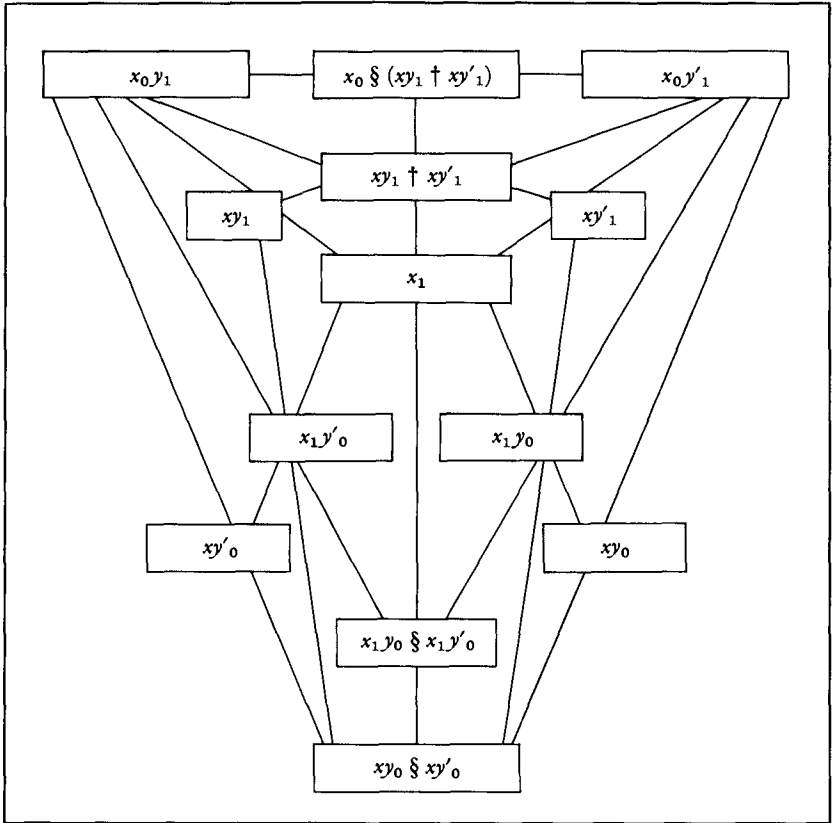 x₀y₁ x₀ § (xy₁ † xy′₁) x₀y′₁
xy₁ † xy′₁
xy₁ xy′₁
x₁
x₁y′₀ x₁y₀
xy′₀ xy₀
x₁y₀ § x₁y′₀
xy₀ § xy′₀